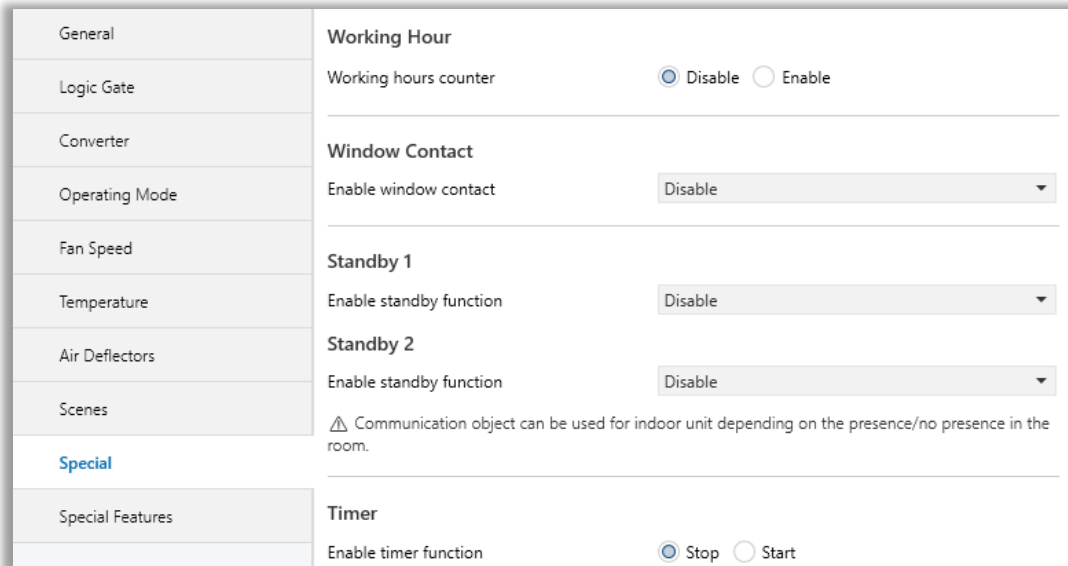 General
Logic Gate
Converter
Operating Mode
Fan Speed
Temperature
Air Deflectors
Scenes
Special
Special Features
Working Hour
Working hours counter Disable Enable
Window Contact
Enable window contact Disable
Standby 1
Enable standby function Disable
Standby 2
Enable standby function Disable
⚠ Communication object can be used for indoor unit depending on the presence/no presence in the
room.
Timer
Enable timer function Stop Start